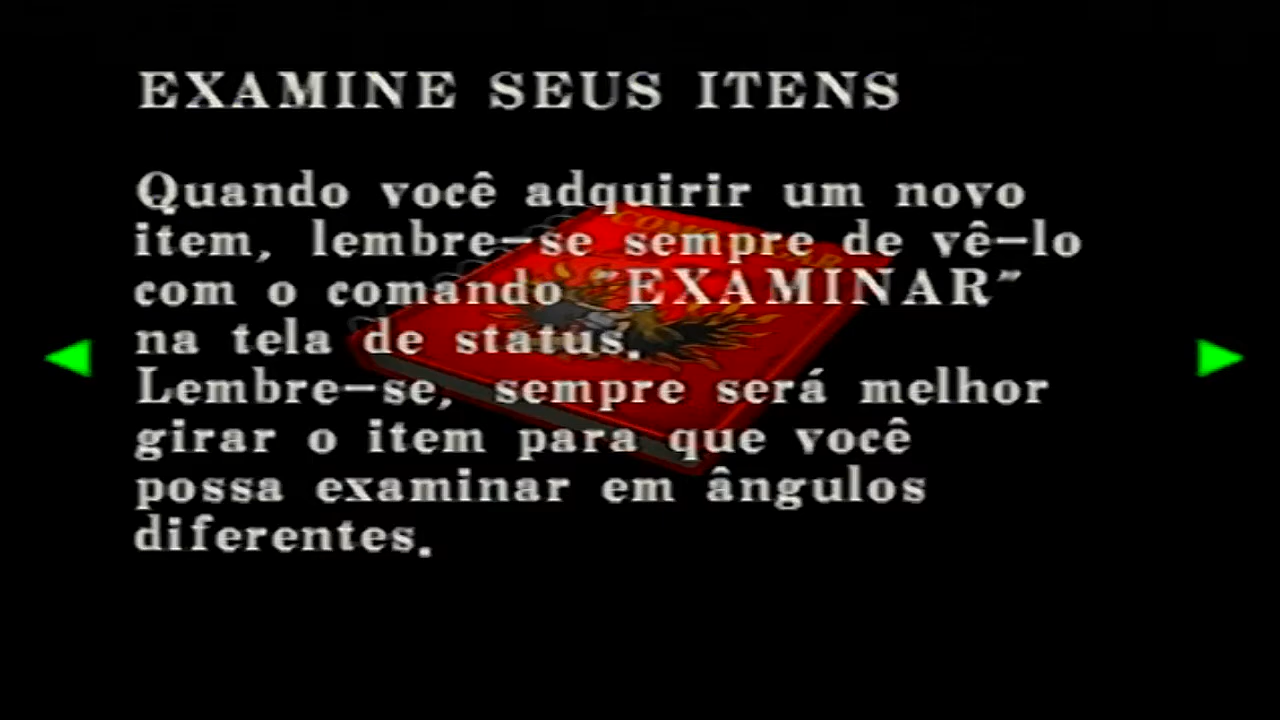 EXAMINE SEUS ITENS
Quando você adquirir um novo
item, lembre-se sempre de vê-lo
com o comando "EXAMINAR"
na tela de status.
Lembre-se, sempre será melhor
girar o item para que você
possa examinar em ângulos
diferentes.